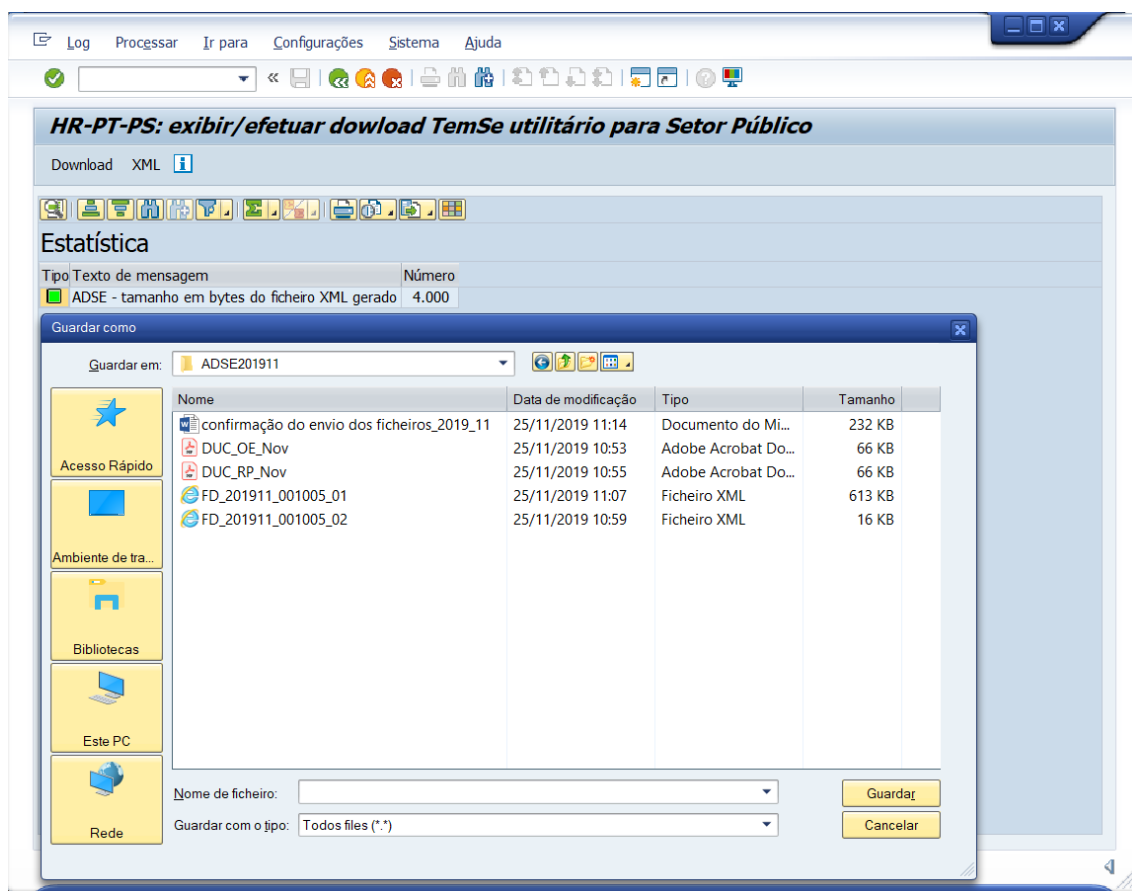 Log Processar Ir para Configurações Sistema Ajuda
HR-PT-PS: exibir/efetuar dowload TemSe utilitário para Setor Público
Download XML
Estatística
Tipo Texto de mensagem Número
ADSE - tamanho em bytes do ficheiro XML gerado 4.000
Guardar como
Guardar em: ADSE201911
Nome Data de modificação Tipo Tamanho
confirmação do envio dos ficheiros_2019_11 25/11/2019 11:14 Documento do Mi... 232 KB
DUC_OE_Nov 25/11/2019 10:53 Adobe Acrobat Do... 66 KB
DUC_RP_Nov 25/11/2019 10:55 Adobe Acrobat Do... 66 KB
FD_201911_001005_01 25/11/2019 11:07 Ficheiro XML 613 KB
FD_201911_001005_02 25/11/2019 10:59 Ficheiro XML 16 KB
Acesso Rápido
Ambiente de tra...
Bibliotecas
Este PC
Rede
Nome de ficheiro: Guardar
Guardar com o tipo: Todos files (*.*) Cancelar